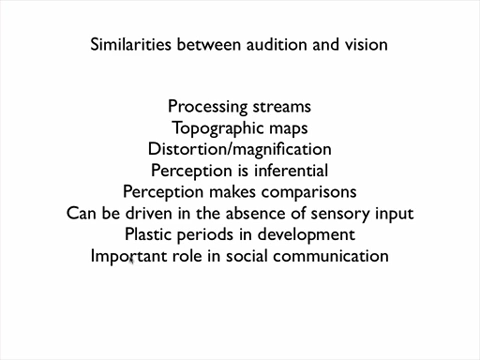 Similarities between audition and vision
Processing streams
Topographic maps
Distortion/magnification
Perception is inferential
Perception makes comparisons
Can be driven in the absence of sensory input
Plastic periods in development
Important role in social communication